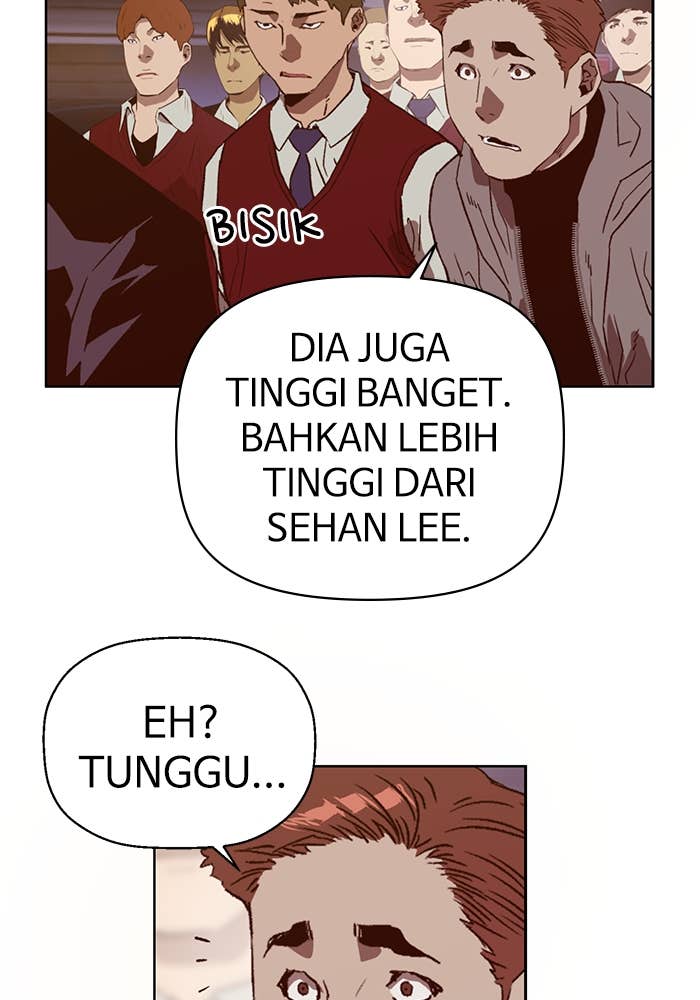 BISIK
DIA JUGA
TINGGI BANGET.
BAHKAN LEBIH
TINGGI DARI
SEHAN LEE.
EH?
TUNGGU...